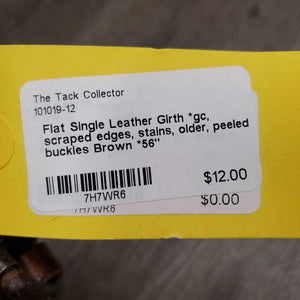 The Tack Collector
101019-12
Flat Single Leather Girth *gc,
scraped edges, stains, older, peeled
buckles Brown *56"
$12.00
7H7WR6
$0.00
7H7WR6